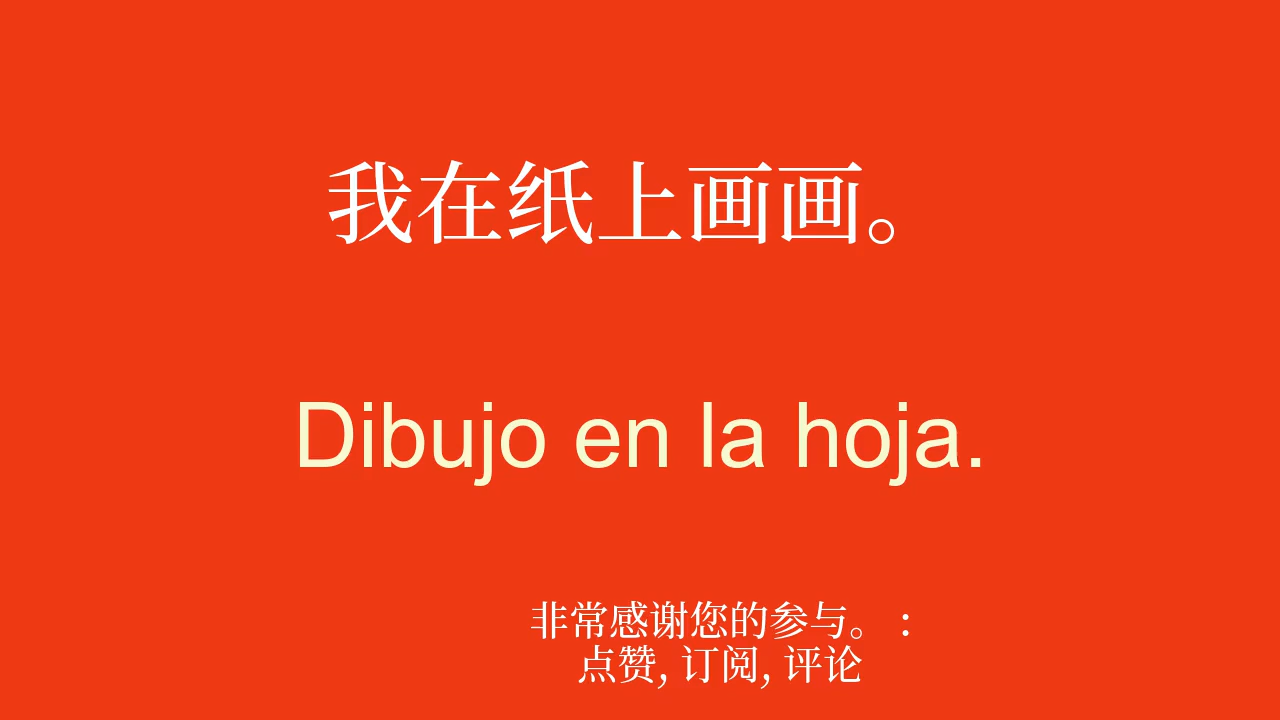 我在纸上画画。
Dibujo en la hoja.
非常感谢您的参与。 :
点赞, 订阅, 评论